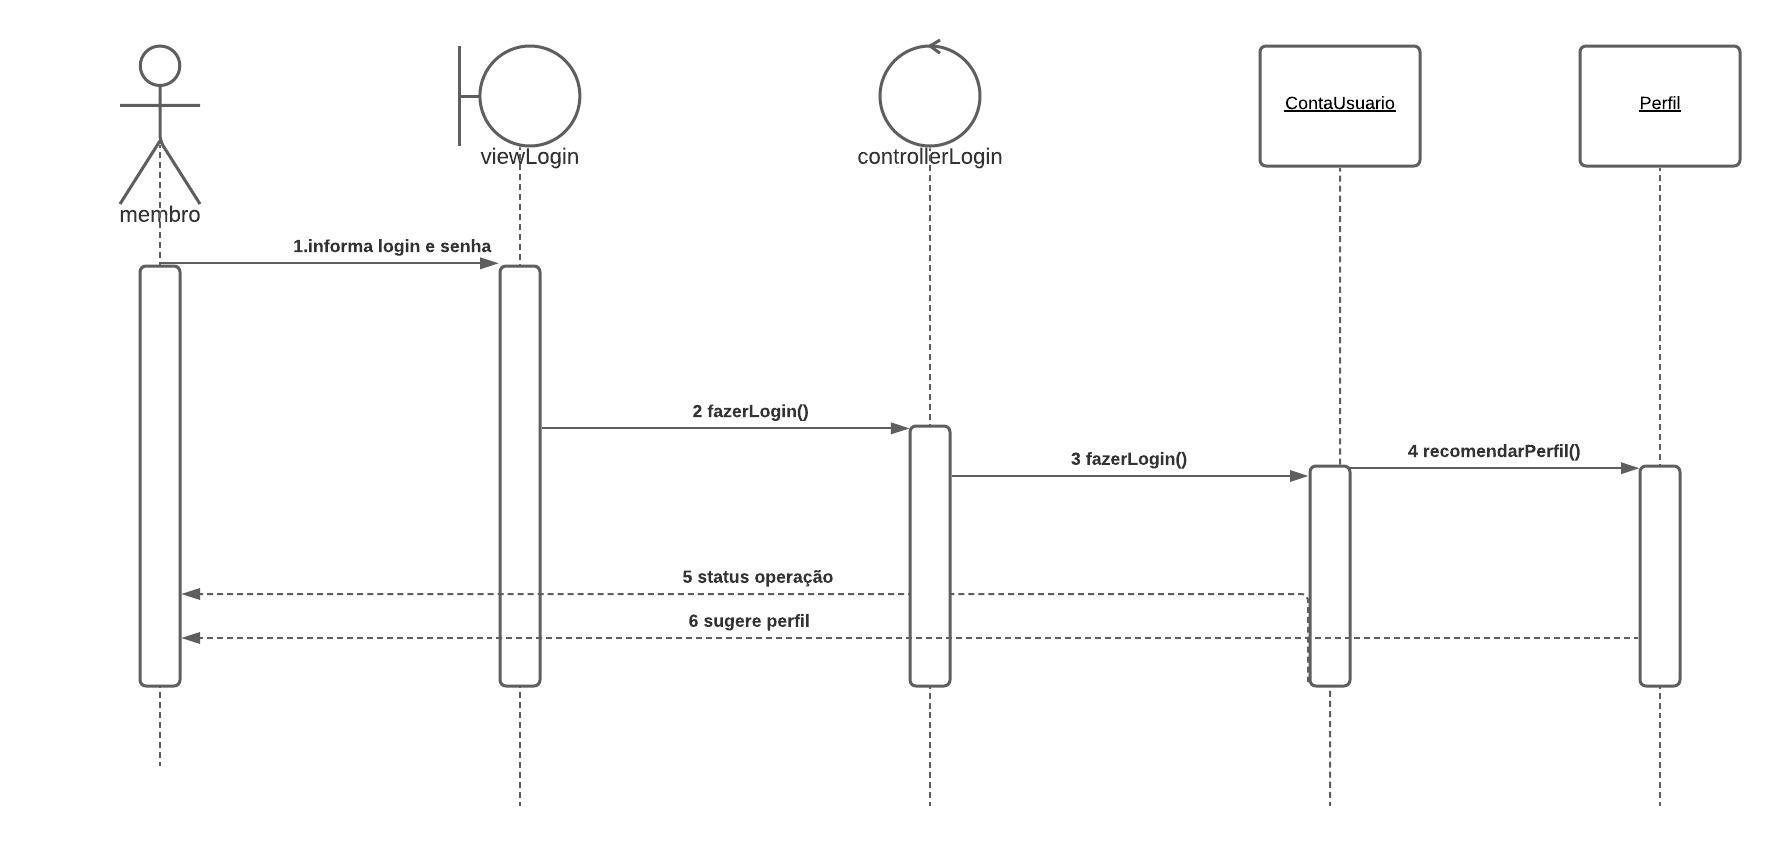 ContaUsuario
Perfil
viewLogin
controllerLogin
membro
1.informa login e senha
2 fazerLogin()
3 fazerLogin()
4 recomendarPerfil()
5 status operação
6 sugere perfil